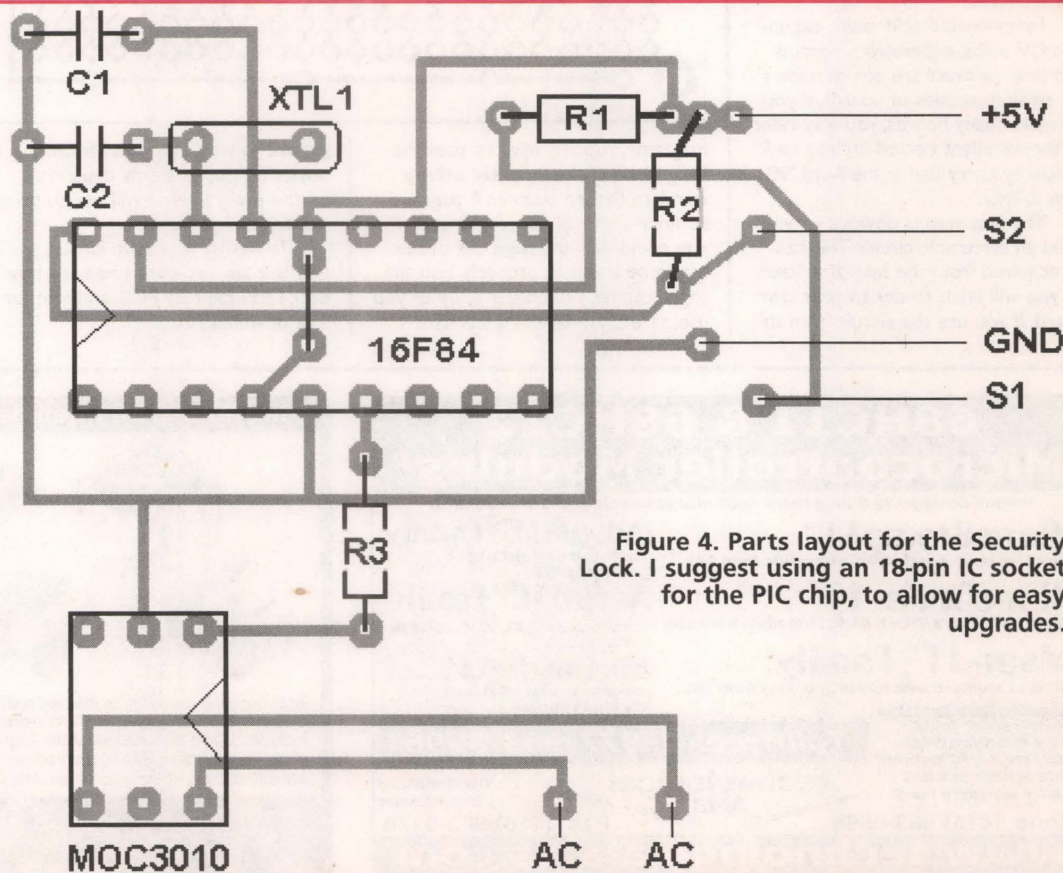 C1
XTL1
R1
+5V
C2
R2
S2
16F84
GND
S1
R3
Figure 4. Parts layout for the Security
Lock. I suggest using an 18-pin IC socket
for the PIC chip, to allow for easy
upgrades.
MOC3010
AC AC